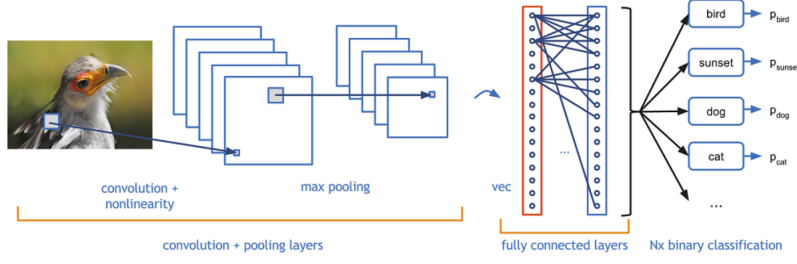 bird
p_bird
sunset
p_sunse
dog
p_dog
cat
p_cat
...
...
convolution +
nonlinearity
max pooling
vec
convolution + pooling layers
fully connected layers
Nx binary classification